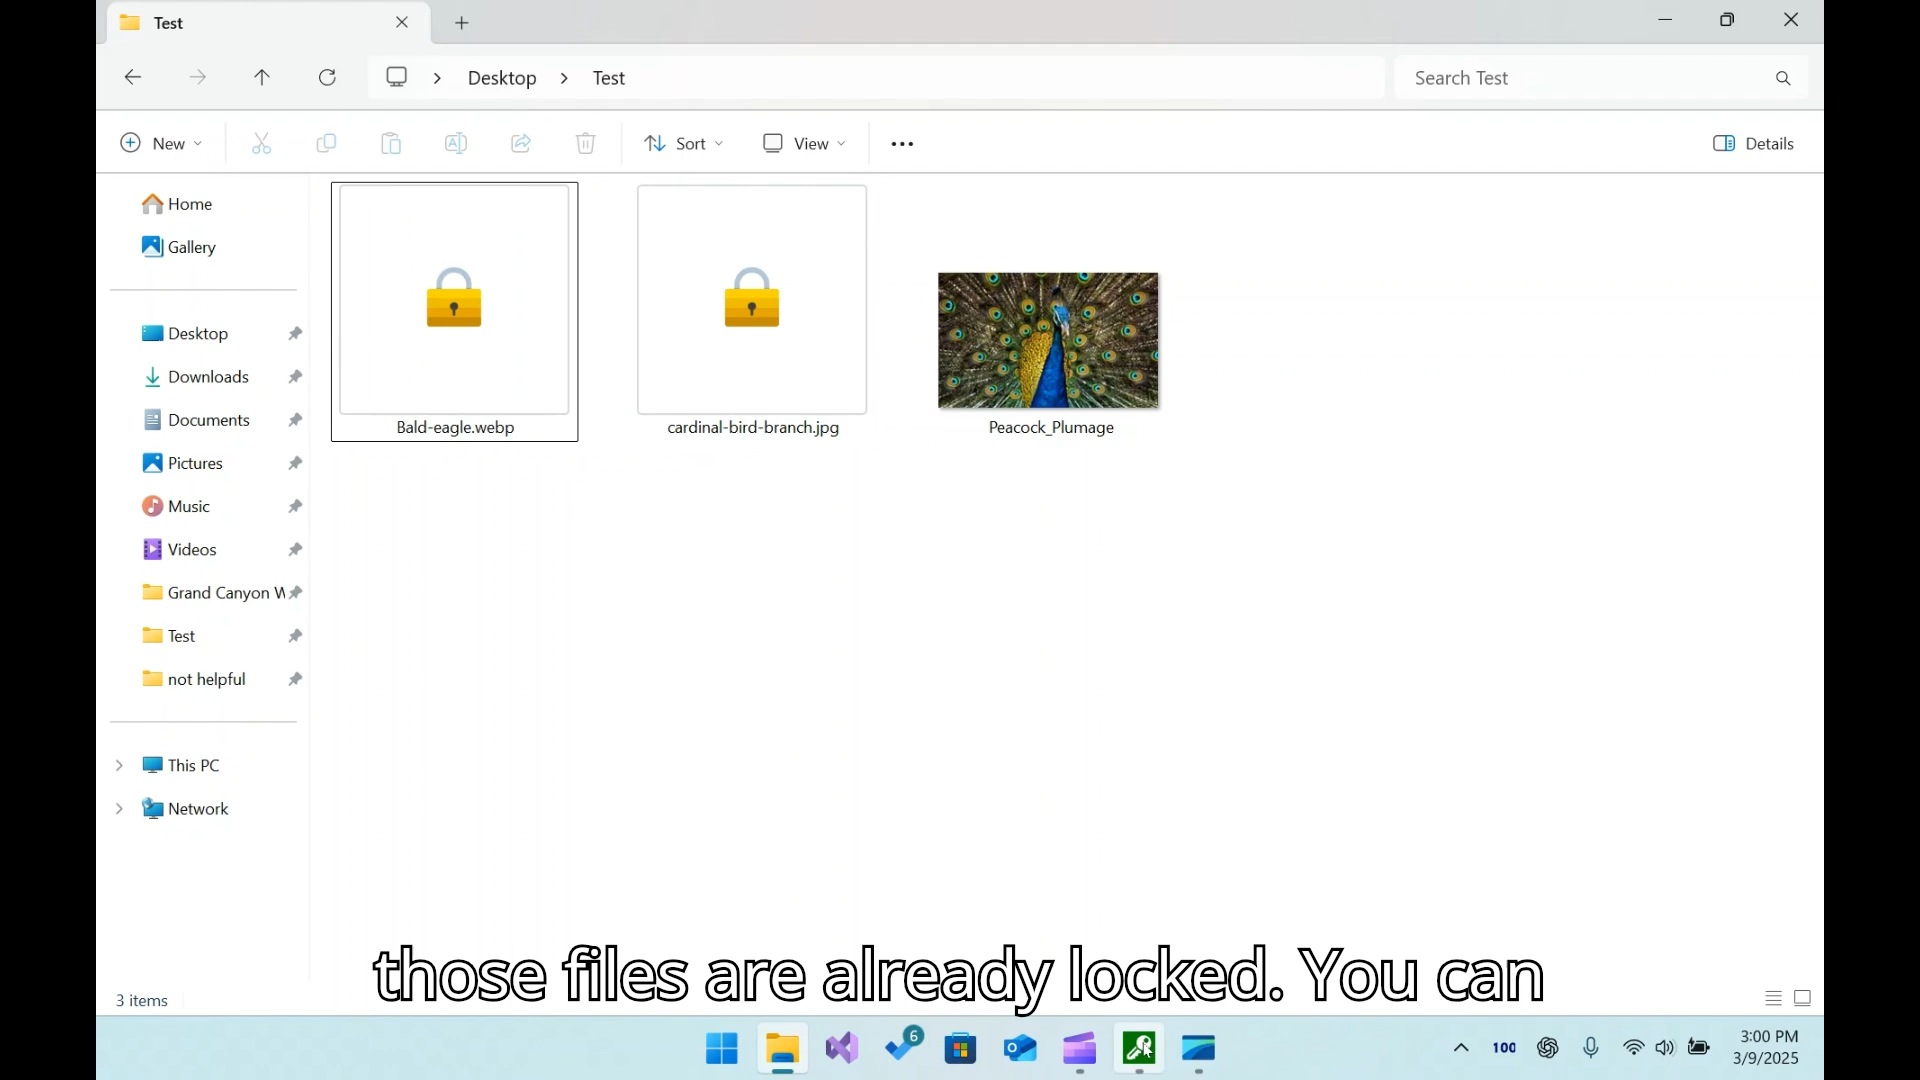 Test
Desktop
Test
Search Test
New
Sort
View
Details
Home
Gallery
Desktop
Downloads
Documents
Pictures
Music
Videos
Grand Canyon W
Test
not helpful
This PC
Network
Bald-eagle.webp
cardinal-bird-branch.jpg
Peacock_Plumage
those files are already locked. You can
3 items
6
100
3:00 PM
3/9/2025